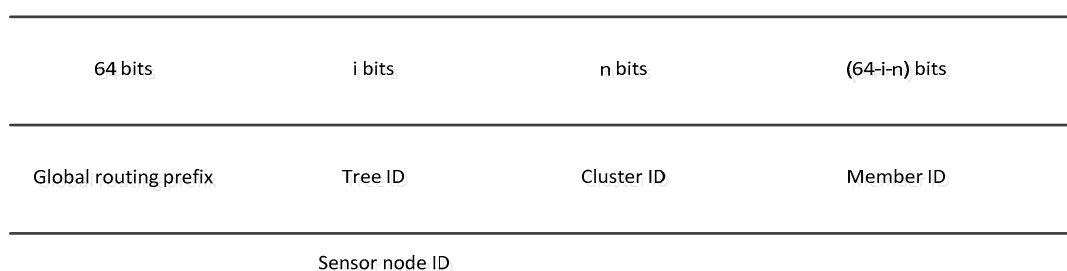 64 bits i bits n bits (64-i-n) bits
Global routing prefix Tree ID Cluster ID Member ID
Sensor node ID